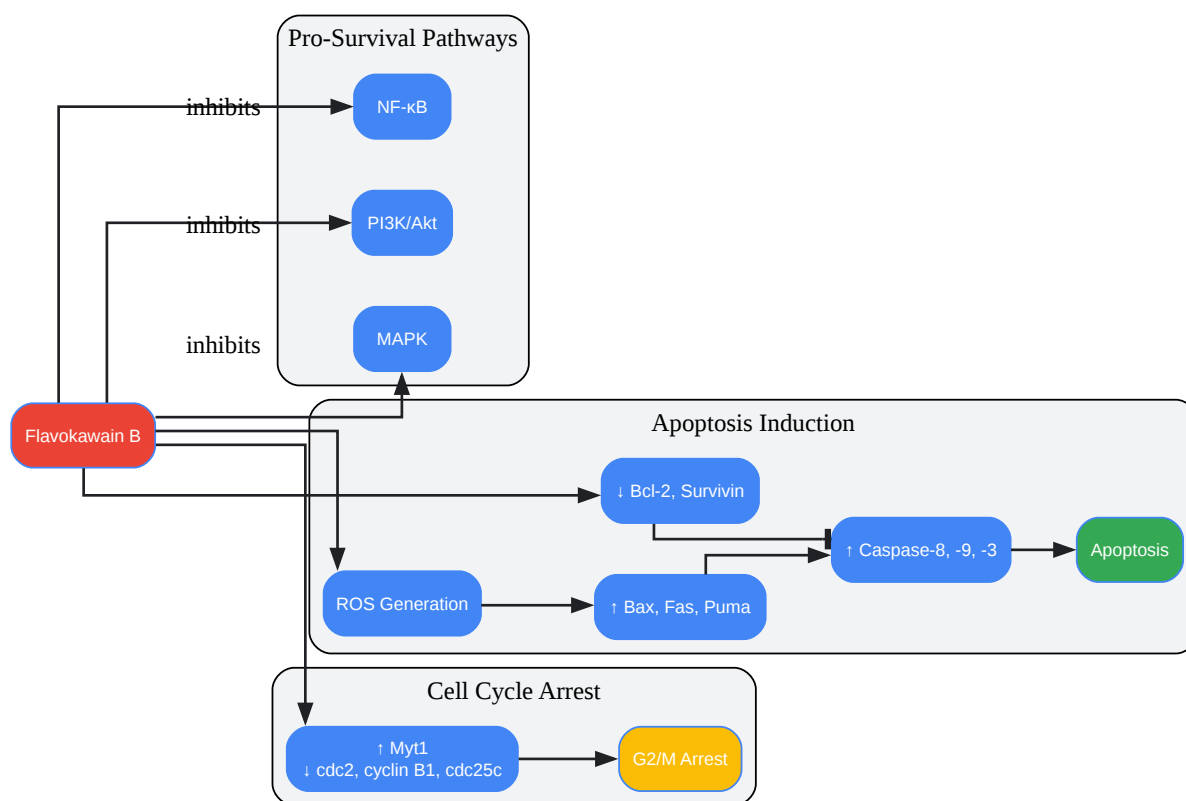 Pro-Survival Pathways
inhibits
NF-κB
inhibits
PI3K/Akt
inhibits
MAPK
Flavokawain B
Apoptosis Induction
↓ Bcl-2, Survivin
↑ Caspase-8, -9, -3
Apoptosis
ROS Generation
↑ Bax, Fas, Puma
Cell Cycle Arrest
↑ Myt1
↓ cdc2, cyclin B1, cdc25c
G2/M Arrest